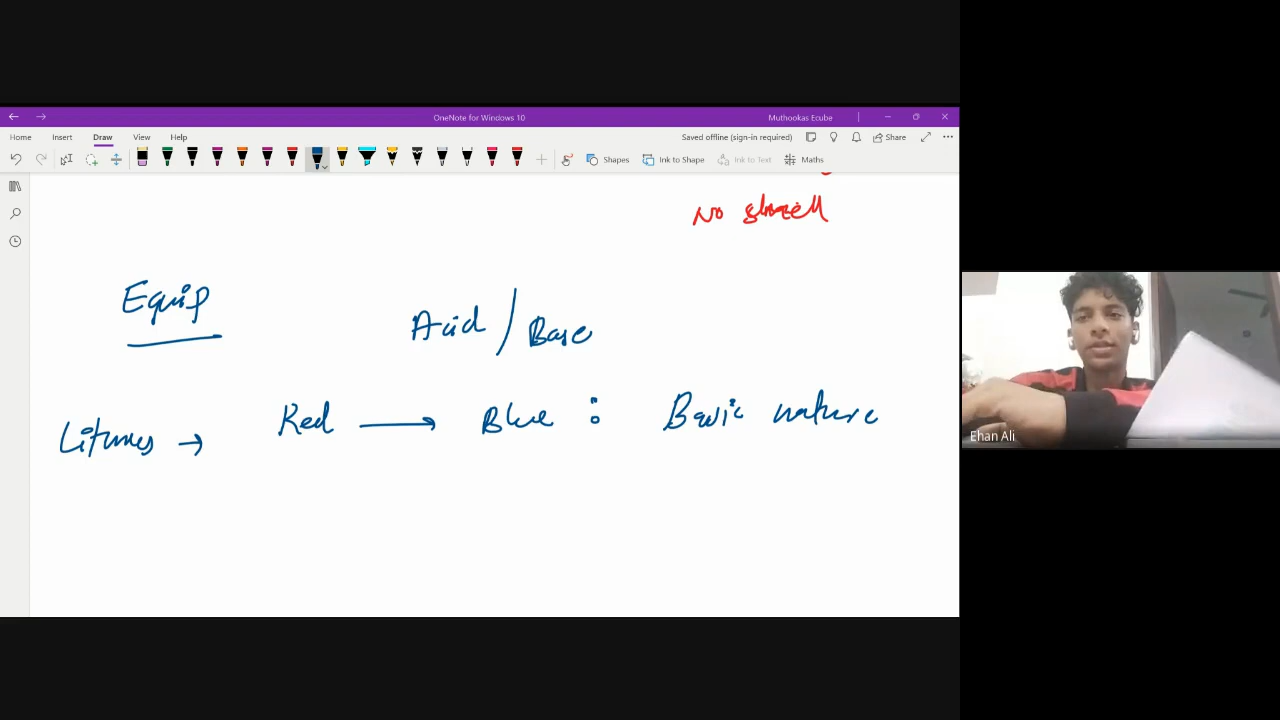 OneNote for Windows 10
Muthookas Ecube
Home Insert Draw View Help
Saved offline (sign-in required)
Share
Shapes
Ink to Shape
Ink to Text
Maths
No
Equip
Acid / Base
Litmus → Red → Blue : Basic nature
Ehan Ali